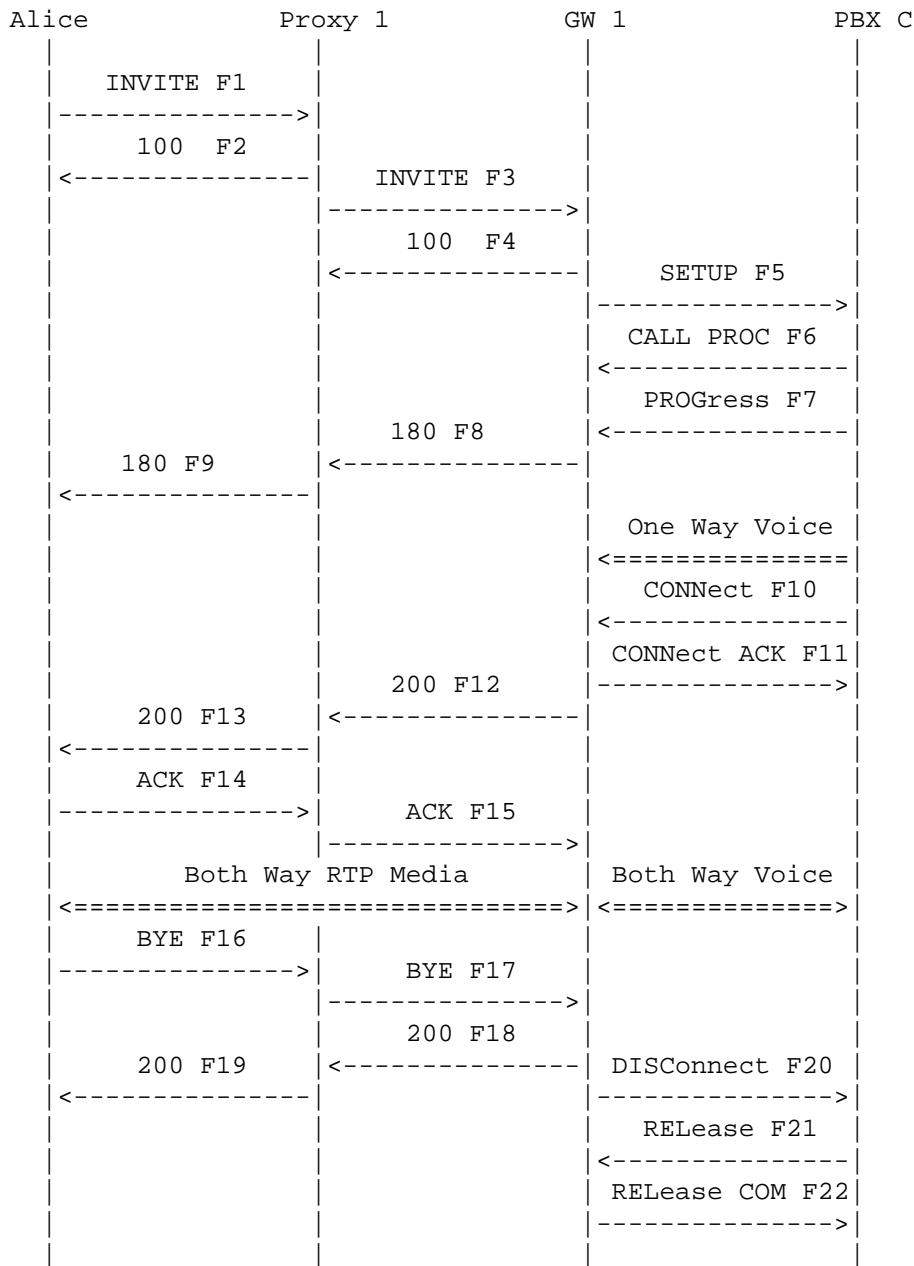 Alice Proxy 1 GW 1 PBX C
INVITE F1
100 F2
INVITE F3
100 F4
SETUP F5
CALL PROC F6
PROGress F7
180 F8
180 F9
One Way Voice
CONNect F10
CONNect ACK F11
200 F12
200 F13
ACK F14
ACK F15
Both Way RTP Media Both Way Voice
BYE F16
BYE F17
200 F18
200 F19 DISConnect F20
RELease F21
RELease COM F22